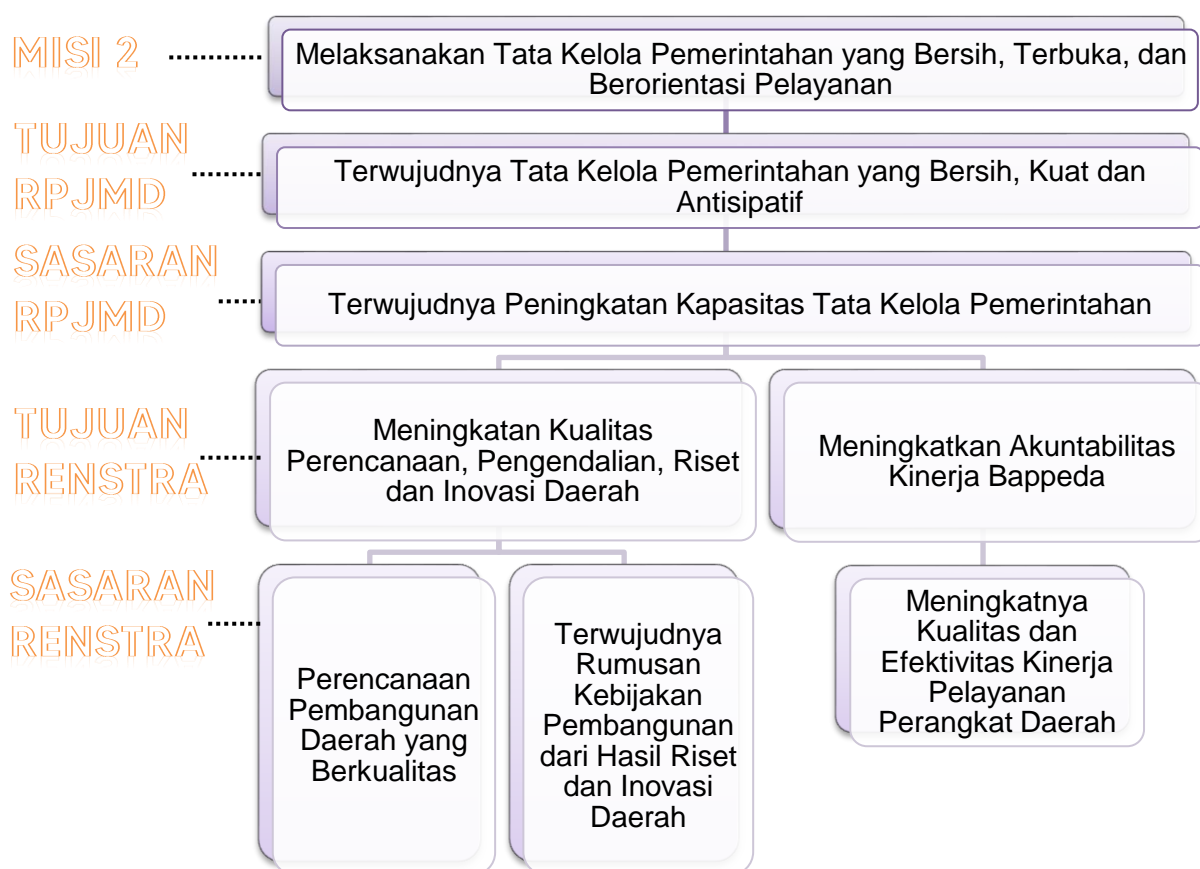 MISI 2
Melaksanakan Tata Kelola Pemerintahan yang Bersih, Terbuka, dan
Berorientasi Pelayanan
TUJUAN
RPJMD
Terwujudnya Tata Kelola Pemerintahan yang Bersih, Kuat dan
Antisipatif
SASARAN
RPJMD
Terwujudnya Peningkatan Kapasitas Tata Kelola Pemerintahan
TUJUAN
RENSTRA
Meningkatan Kualitas
Perencanaan, Pengendalian, Riset
dan Inovasi Daerah
Meningkatkan Akuntabilitas
Kinerja Bappeda
SASARAN
RENSTRA
Perencanaan
Pembangunan
Daerah yang
Berkualitas
Terwujudnya
Rumusan
Kebijakan
Pembangunan
dari Hasil Riset
dan Inovasi
Daerah
Meningkatnya
Kualitas dan
Efektivitas Kinerja
Pelayanan
Perangkat Daerah